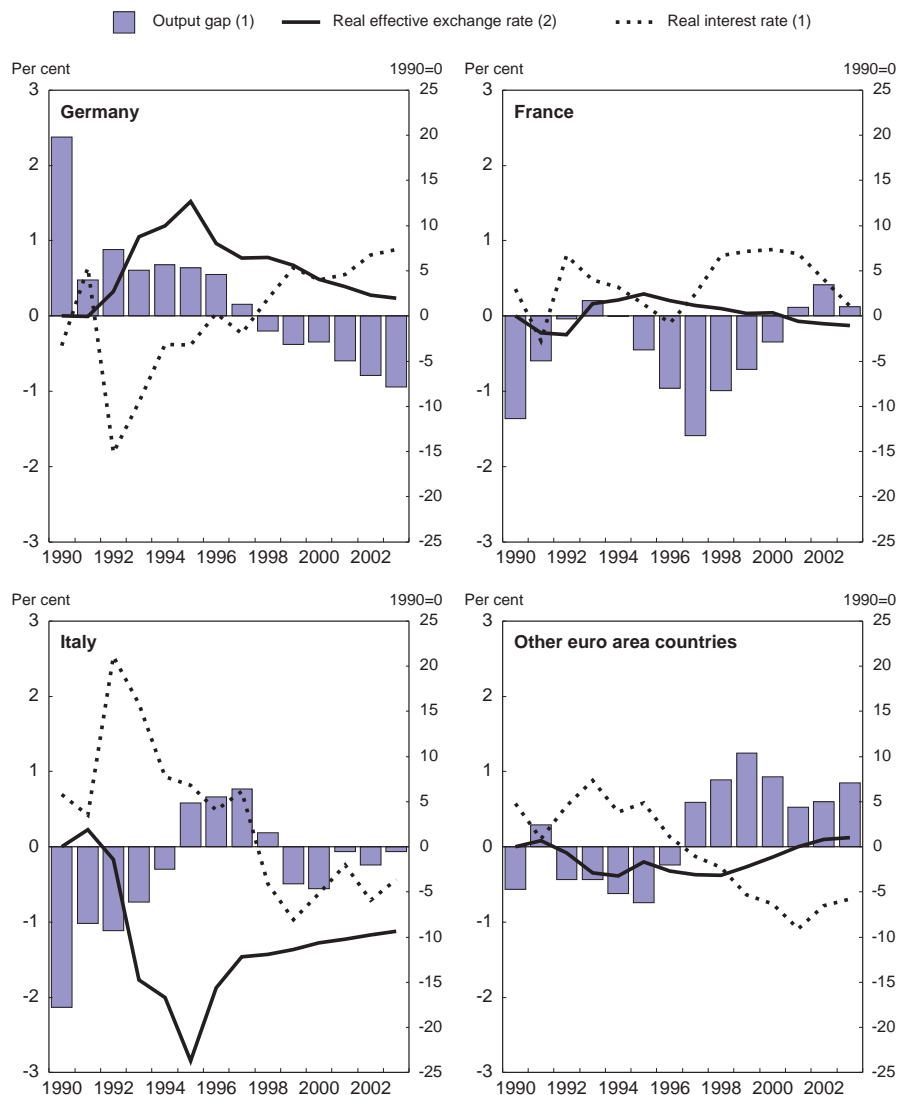 Output gap (1) Real effective exchange rate (2) Real interest rate (1)
Per cent 1990=0 Per cent 1990=0
3 25 3 25
Germany France
20 20
2 15 2 15
10 10
1 1
5 5
0 0 0 0
-5 -5
-1 -1
-10 -10
-2 -15 -2 -15
-20 -20
-3 -25 -3 -25
1990 1992 1994 1996 1998 2000 2002 1990 1992 1994 1996 1998 2000 2002
Per cent 1990=0 Per cent 1990=0
3 25 3 25
Italy Other euro area countries
20 20
2 15 2 15
10 10
1 1
5 5
0 0 0 0
-5 -5
-1 -1
-10 -10
-2 -15 -2 -15
-20 -20
-3 -25 -3 -25
1990 1992 1994 1996 1998 2000 2002 1990 1992 1994 1996 1998 2000 2002